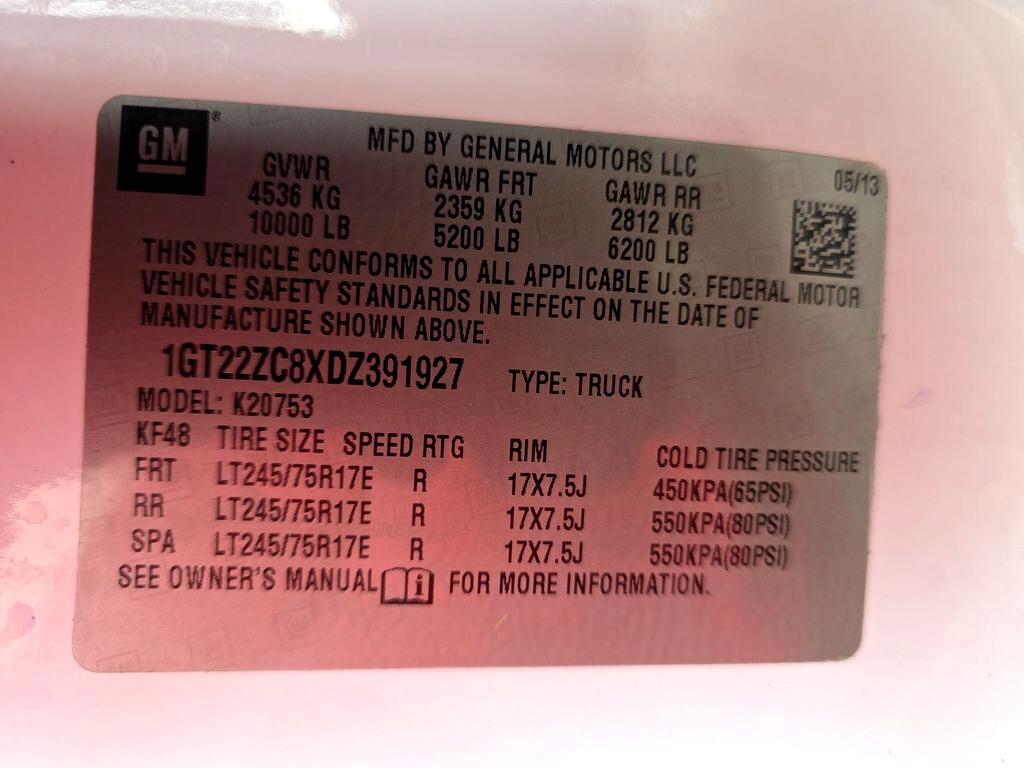 GM®
MFD BY GENERAL MOTORS LLC
05/13
GVWR GAWR FRT GAWR RR
4536 KG 2359 KG 2812 KG
10000 LB 5200 LB 6200 LB
THIS VEHICLE CONFORMS TO ALL APPLICABLE U.S. FEDERAL MOTOR
VEHICLE SAFETY STANDARDS IN EFFECT ON THE DATE OF
MANUFACTURE SHOWN ABOVE.
1GT22ZC8XDZ391927 TYPE: TRUCK
MODEL: K20753
KF48 TIRE SIZE SPEED RTG RIM COLD TIRE PRESSURE
FRT LT245/75R17E R 17X7.5J 450KPA(65PSI)
RR LT245/75R17E R 17X7.5J 550KPA(80PSI)
SPA LT245/75R17E R 17X7.5J 550KPA(80PSI)
SEE OWNER'S MANUAL i FOR MORE INFORMATION.